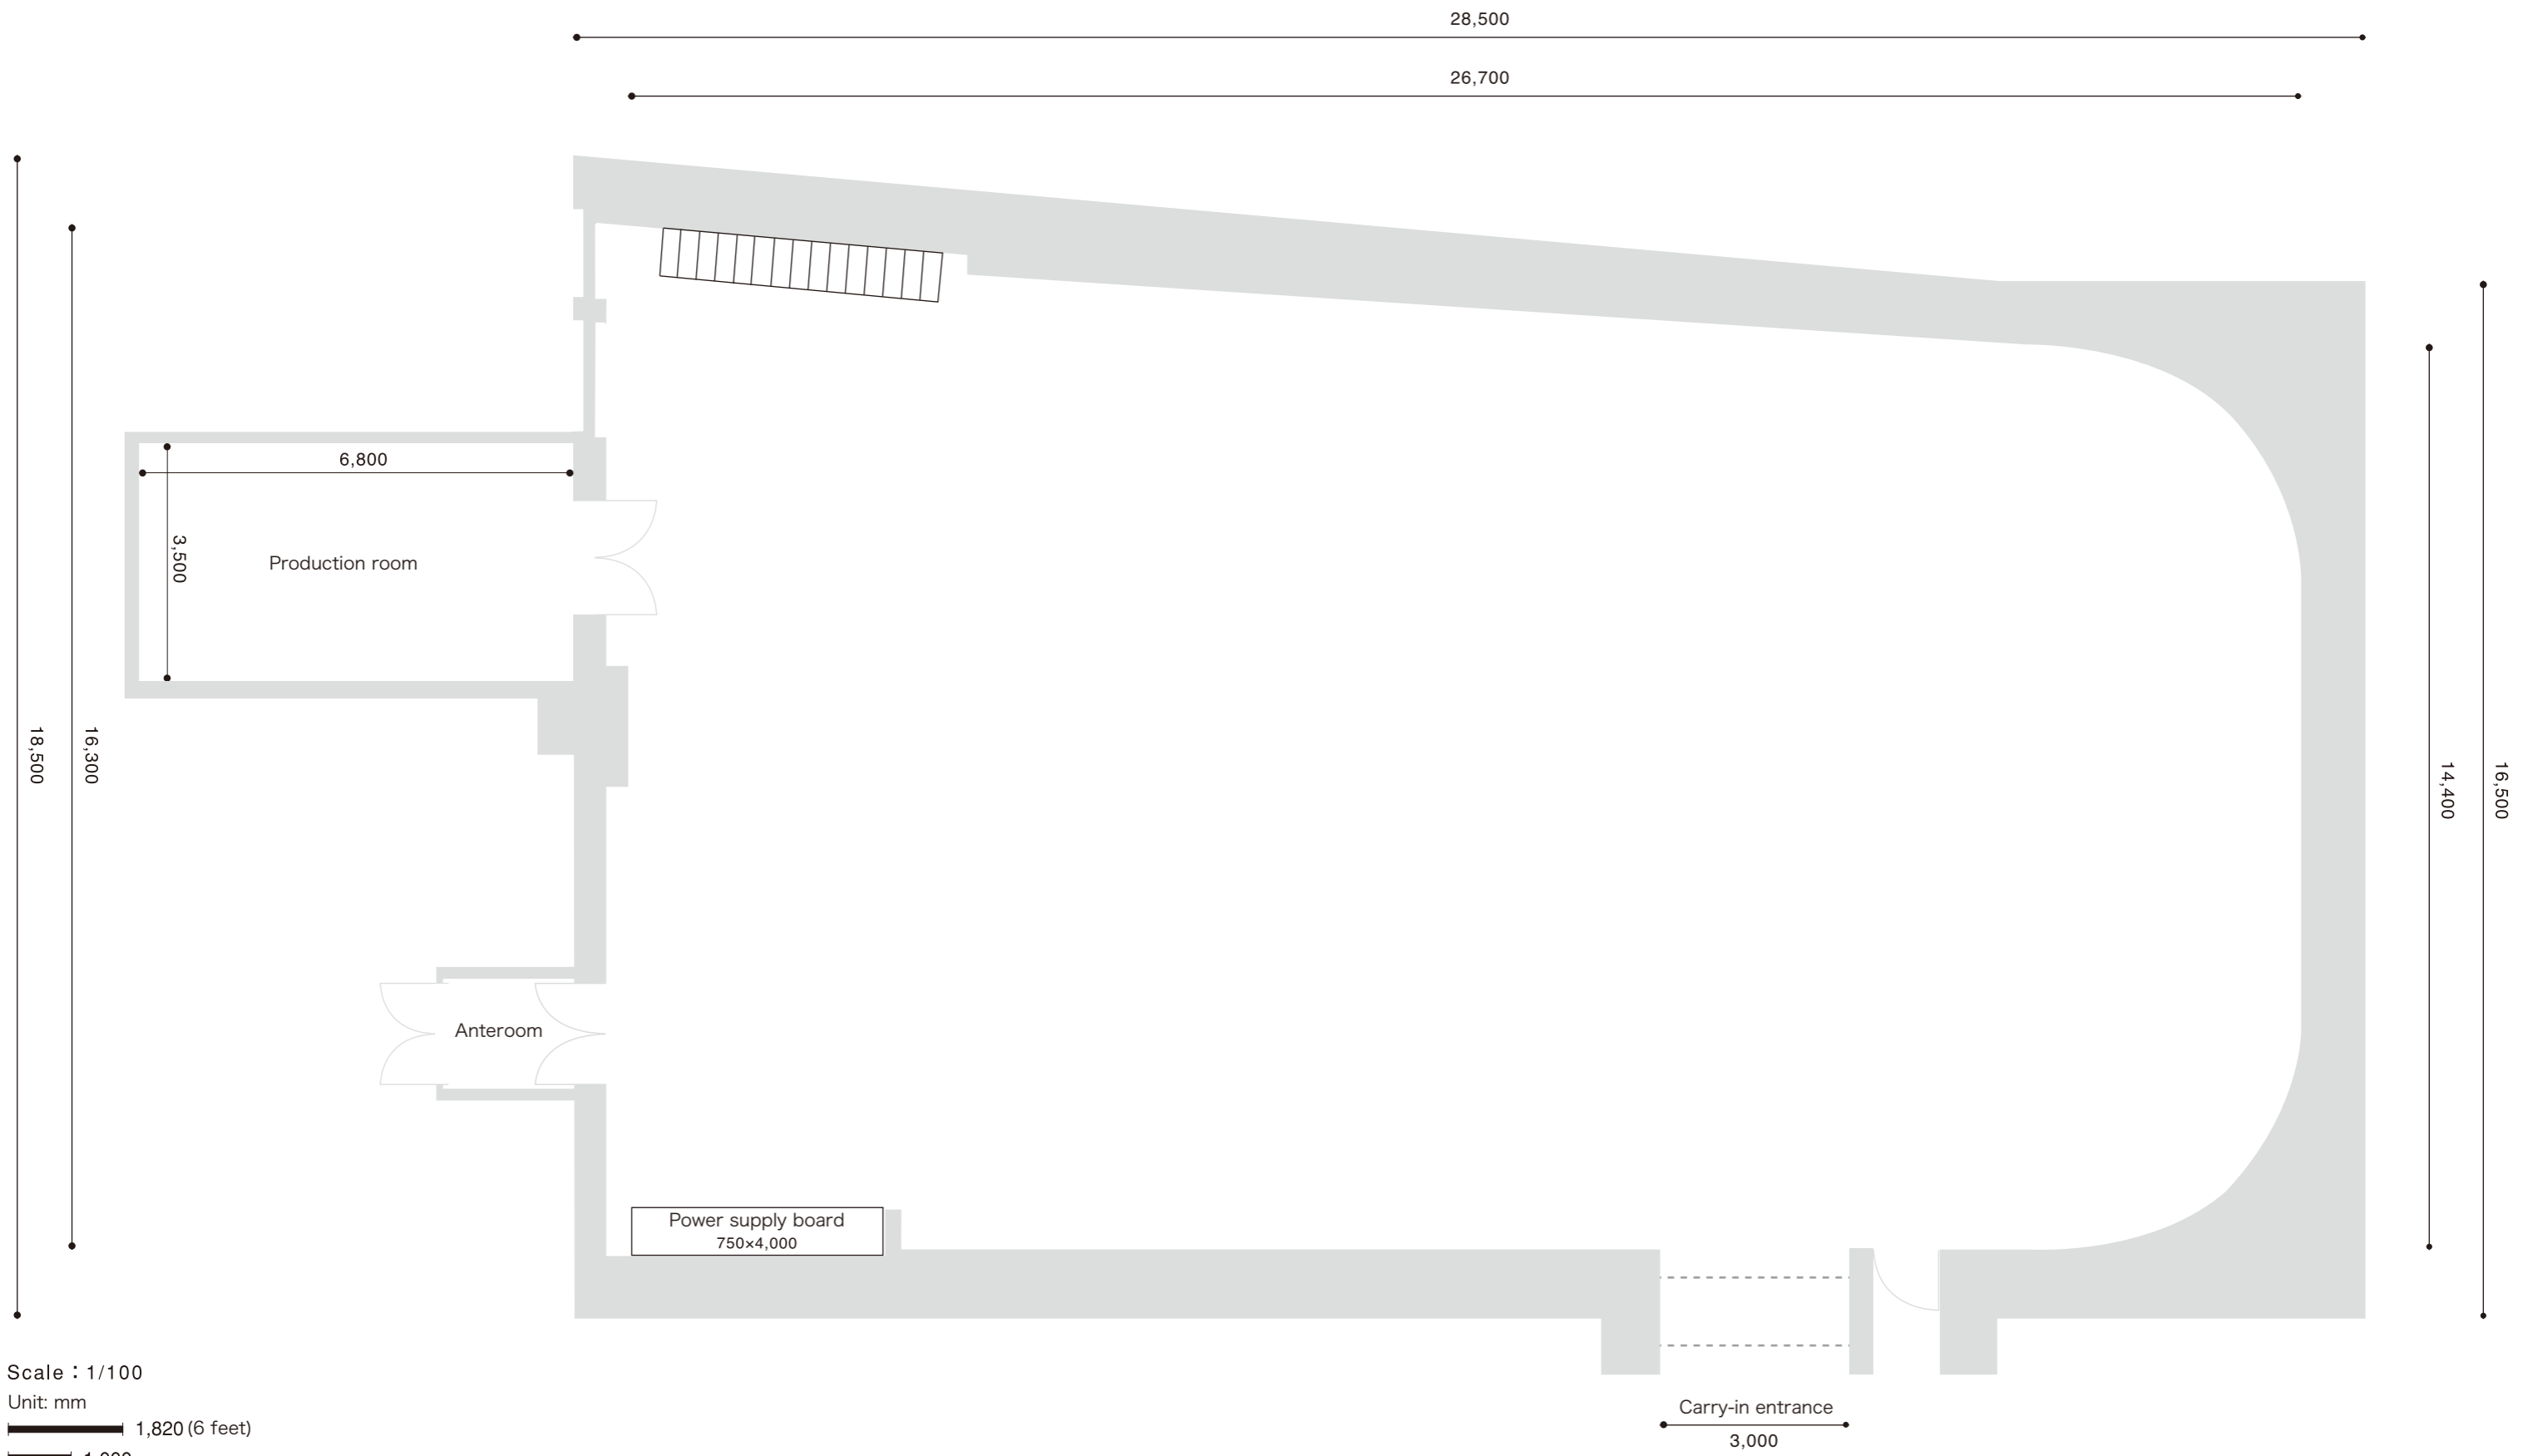 28,500
26,700
6,800
3,500
Production room
18,500
16,300
14,400
16,500
Anteroom
Power supply board
750×4,000
Scale：1/100
Unit: mm
1,820 (6 feet)
Carry-in entrance
3,000